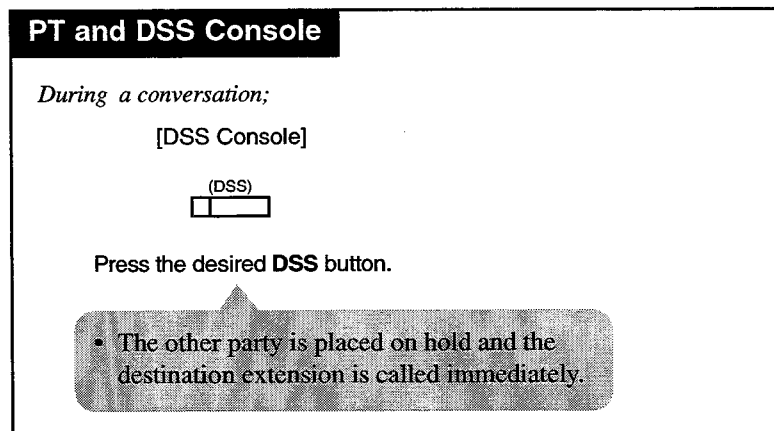 PT and DSS Console
During a conversation;
[DSS Console]
(DSS)
Press the desired DSS button.
• The other party is placed on hold and the
destination extension is called immediately.